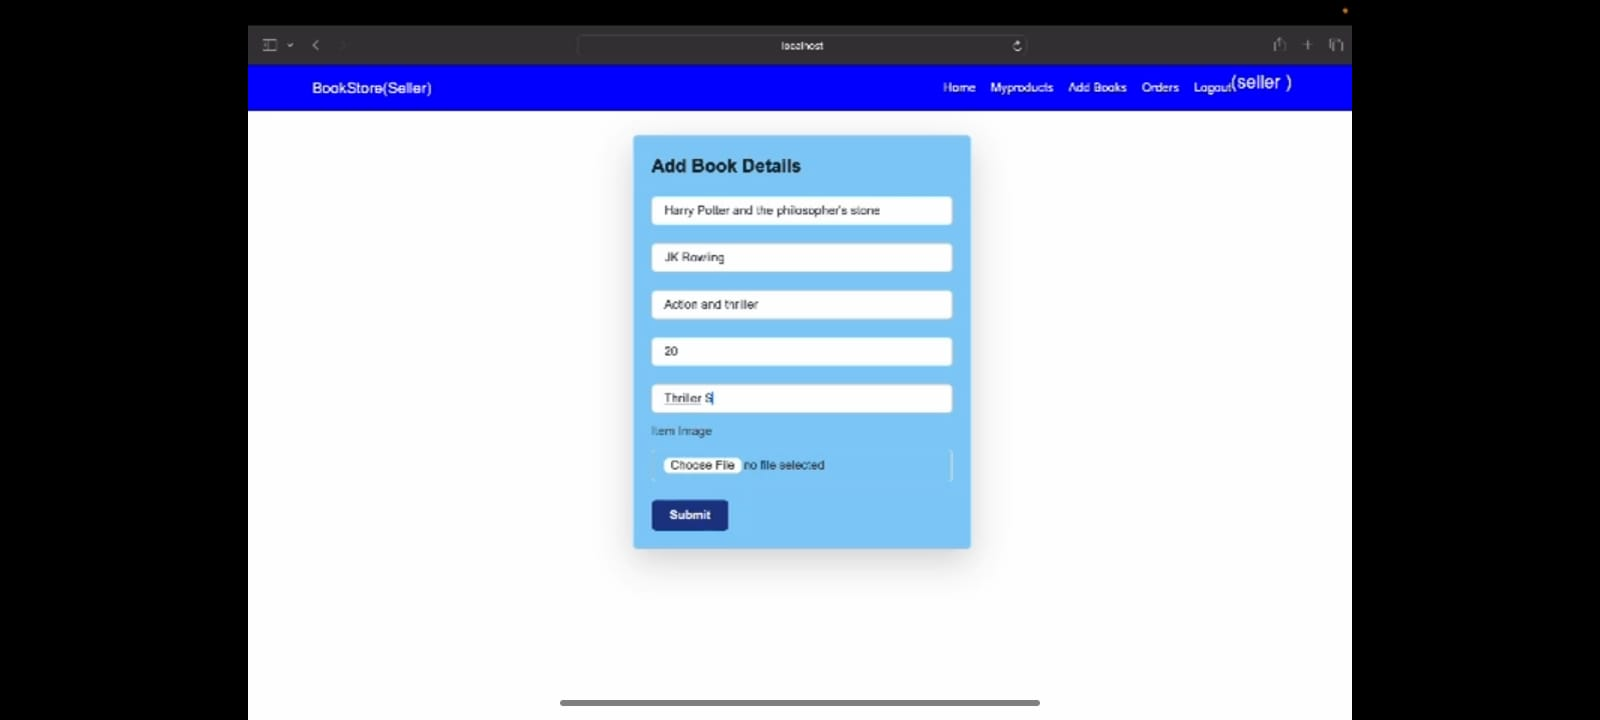 localhost
BookStore(Seller)
Home Myproducts Add Books Orders Logout(seller )
Add Book Details
Harry Potter and the philosopher's stone
JK Rowling
Action and thriller
20
Thriller S
Item Image
Choose File no file selected
Submit